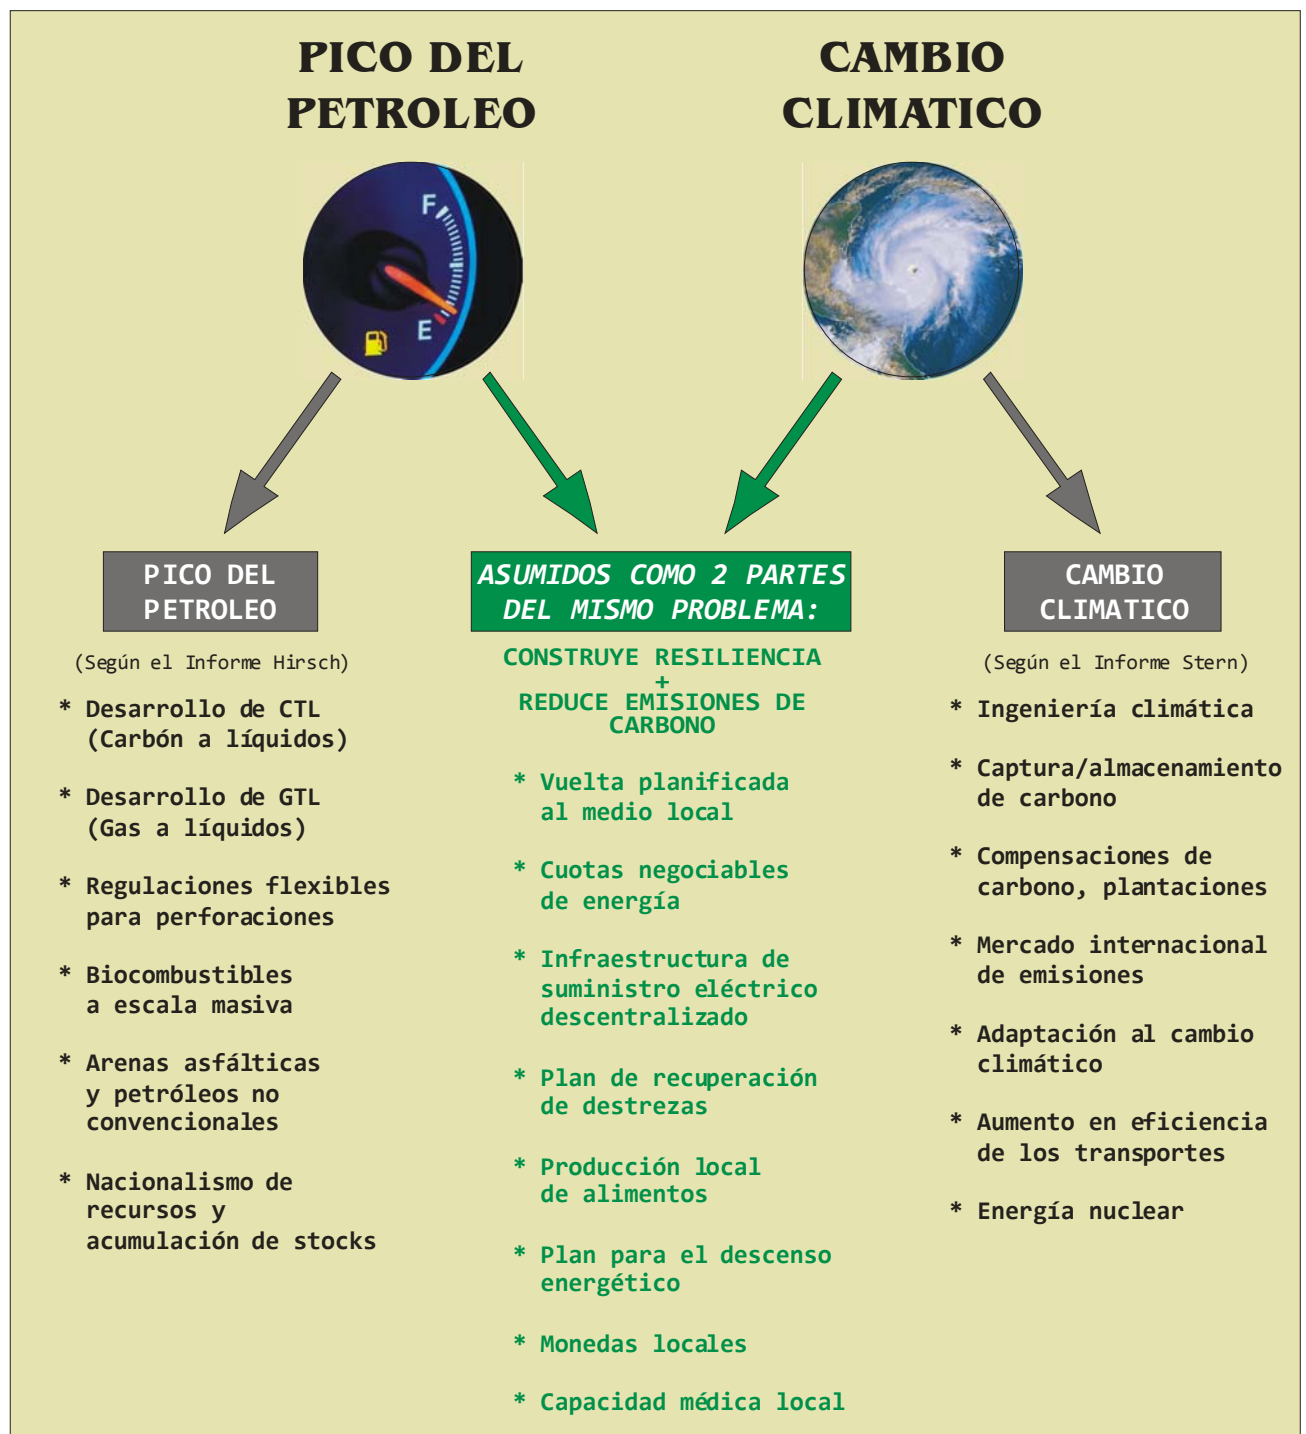 PICO DEL
PETROLEO
CAMBIO
CLIMATICO
F
E
PICO DEL
PETROLEO
(Según el Informe Hirsch)
* Desarrollo de CTL
(Carbón a líquidos)
* Desarrollo de GTL
(Gas a líquidos)
* Regulaciones flexibles
para perforaciones
* Biocombustibles
a escala masiva
* Arenas asfálticas
y petróleos no
convencionales
* Nacionalismo de
recursos y
acumulación de stocks
ASUMIDOS COMO 2 PARTES
DEL MISMO PROBLEMA:
CONSTRUYE RESILIENCIA
+
REDUCE EMISIONES DE
CARBONO
* Vuelta planificada
al medio local
* Cuotas negociables
de energía
* Infraestructura de
suministro eléctrico
descentralizado
* Plan de recuperación
de destrezas
* Producción local
de alimentos
* Plan para el descenso
energético
* Monedas locales
* Capacidad médica local
CAMBIO
CLIMATICO
(Según el Informe Stern)
* Ingeniería climática
* Captura/almacenamiento
de carbono
* Compensaciones de
carbono, plantaciones
* Mercado internacional
de emisiones
* Adaptación al cambio
climático
* Aumento en eficiencia
de los transportes
* Energía nuclear